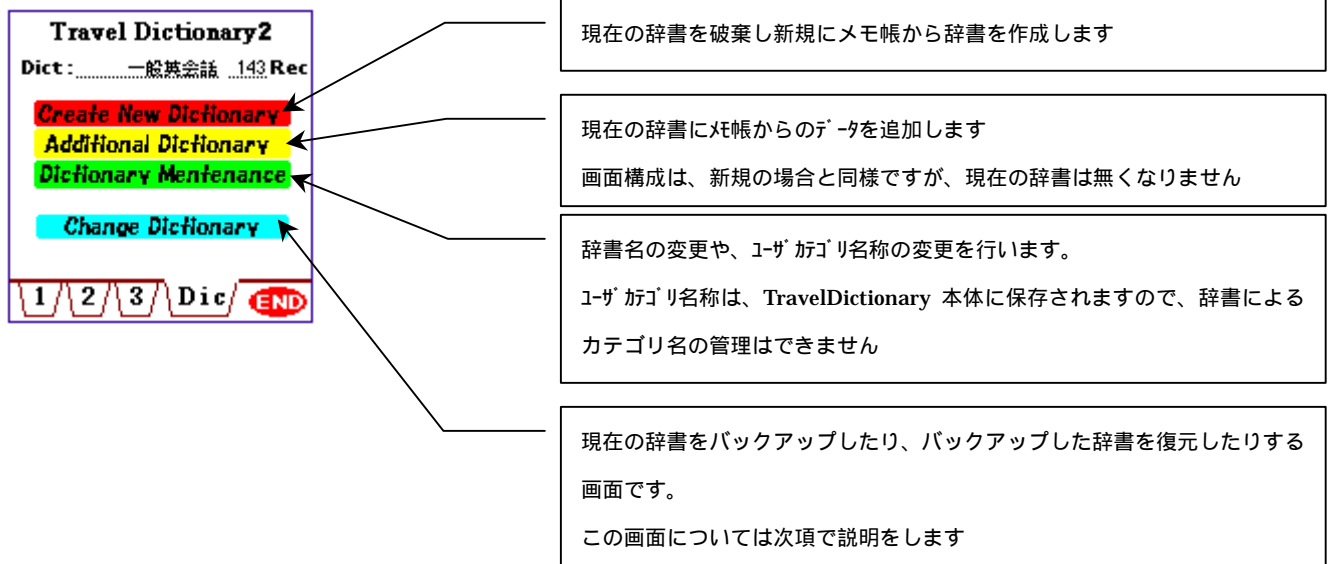 Travel Dictionary2
Dict: 一般英会話 143 Rec
Create New Dictionary
Additional Dictionary
Dictionary Mentenance
Change Dictionary
1 2 3 Dic END
現在の辞書を破棄し新規にメモ帳から辞書を作成します
現在の辞書にﾒﾓ帳からのﾃﾞｰﾀを追加します
画面構成は、新規の場合と同様ですが、現在の辞書は無くなりません
辞書名の変更や、ﾕｰｻﾞｶﾃｺﾞﾘ名称の変更を行います。
ﾕｰｻﾞｶﾃｺﾞﾘ名称は、TravelDictionary 本体に保存されますので、辞書による
カテゴリ名の管理はできません
現在の辞書をバックアップしたり、バックアップした辞書を復元したりする
画面です。
この画面については次項で説明をします